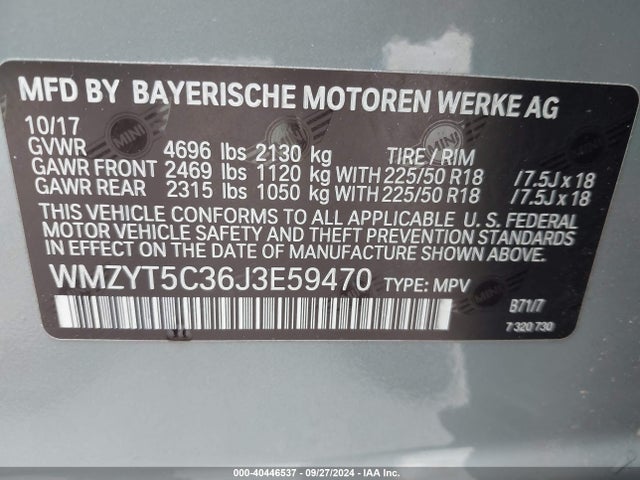 MFD BY BAYERISCHE MOTOREN WERKE AG
10/17
GVWR 4696 lbs 2130 kg TIRE / RIM
GAWR FRONT 2469 lbs 1120 kg WITH 225/50 R18 /7.5J x 18
GAWR REAR 2315 lbs 1050 kg WITH 225/50 R18 /7.5J x 18
THIS VEHICLE CONFORMS TO ALL APPLICABLE U. S. FEDERAL
MOTOR VEHICLE SAFETY AND THEFT PREVENTION STANDARDS
IN EFFECT ON THE DATE OF MANUFACTURE SHOWN ABOVE.
WMZYT5C36J3E59470 TYPE: MPV
B71/7
7 320 730
MINI
MINI
MINI
MINI
© 40446537 - 09/27/2024 - IAA Inc.